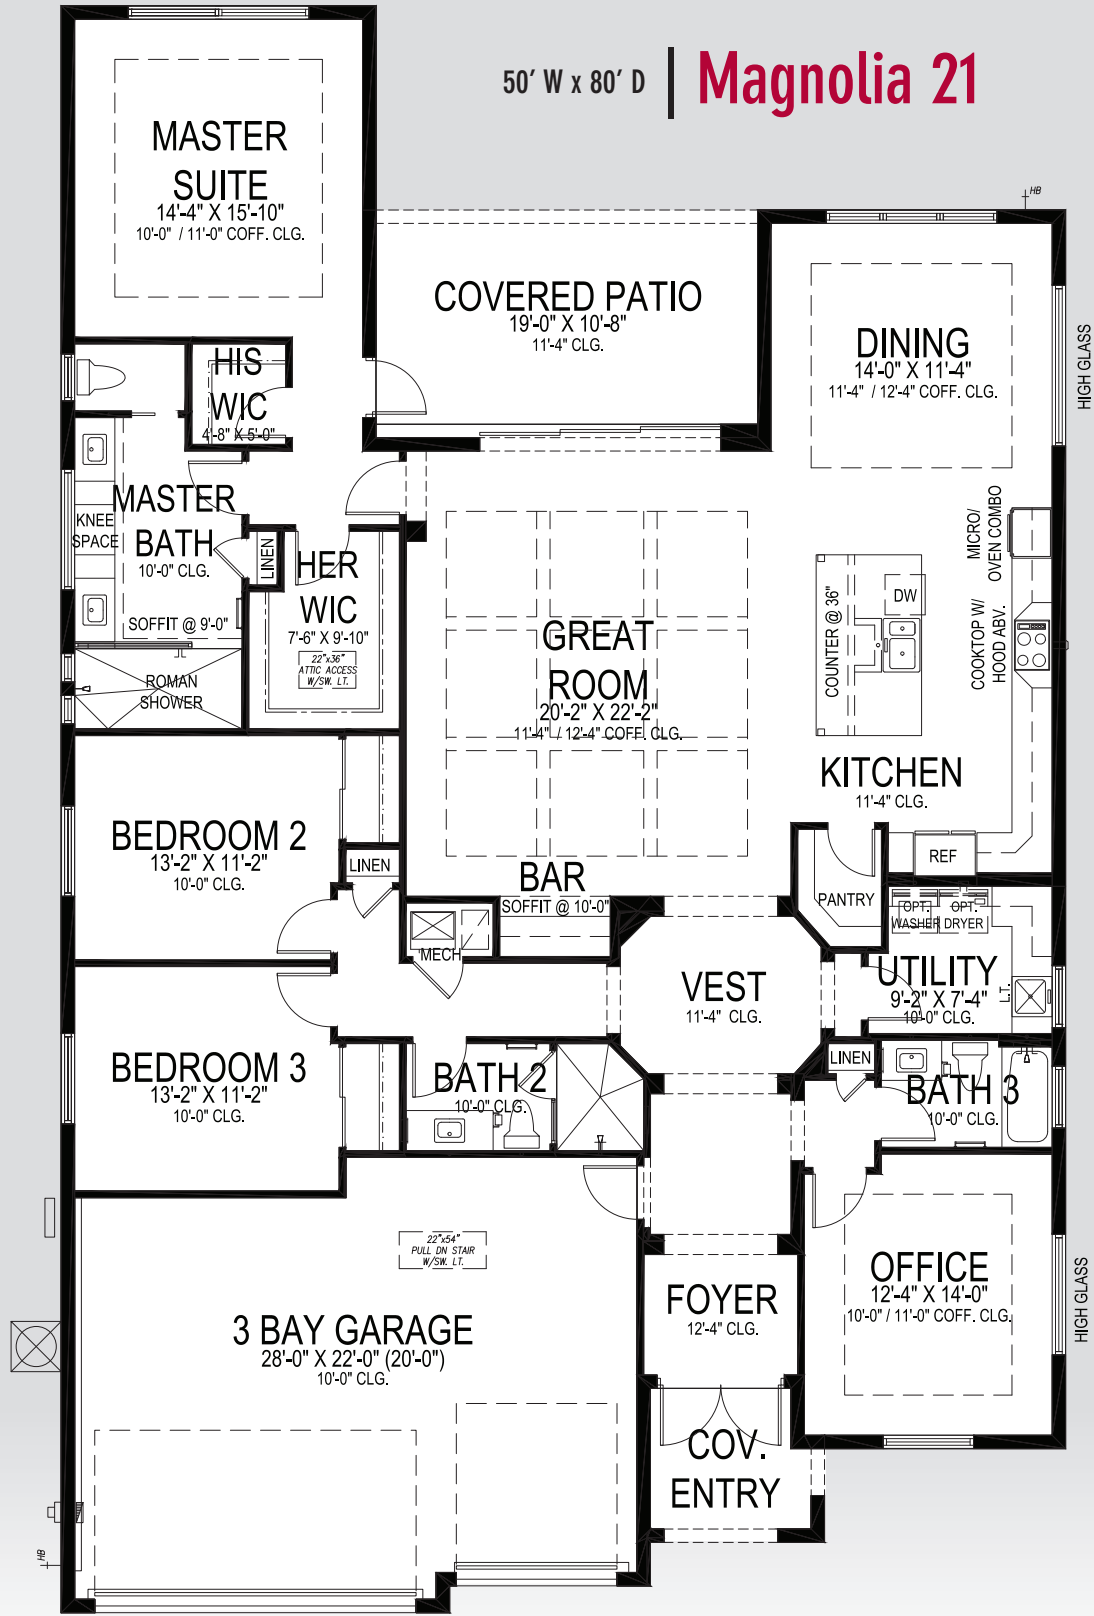 50' W x 80' D | Magnolia 21
MASTER
SUITE
14'-4" X 15'-10"
10'-0" / 11'-0" COFF. CLG.
HB
COVERED PATIO
19'-0" X 10'-8"
11'-4" CLG.
DINING
14'-0" X 11'-4"
11'-4" / 12'-4" COFF. CLG.
HIGH GLASS
HIS
WIC
4'-8" X 5'-0"
MASTER
BATH
10'-0" CLG.
KNEE
SPACE
LINEN
SOFFIT @ 9'-0"
HER
WIC
7'-6" X 9'-10"
22"x36"
ATTIC ACCESS
W/SW. LT.
ROMAN
SHOWER
GREAT
ROOM
20'-2" X 22'-2"
11'-4" / 12'-4" COFF. CLG.
MICRO/
OVEN COMBO
DW
COUNTER @ 36"
COOKTOP W/
HOOD ABV.
KITCHEN
11'-4" CLG.
REF
PANTRY
BEDROOM 2
13'-2" X 11'-2"
10'-0" CLG.
LINEN
BAR
SOFFIT @ 10'-0"
MECH
OPT.
WASHER
OPT.
DRYER
UTILITY
9'-2" X 7'-4"
10'-0" CLG.
L.T.
VEST
11'-4" CLG.
BEDROOM 3
13'-2" X 11'-2"
10'-0" CLG.
BATH 2
10'-0" CLG.
LINEN
BATH 3
10'-0" CLG.
22"x54"
PULL DN STAIR
W/SW. LT.
3 BAY GARAGE
28'-0" X 22'-0" (20'-0")
10'-0" CLG.
FOYER
12'-4" CLG.
OFFICE
12'-4" X 14'-0"
10'-0" / 11'-0" COFF. CLG.
HIGH GLASS
COV.
ENTRY
HB